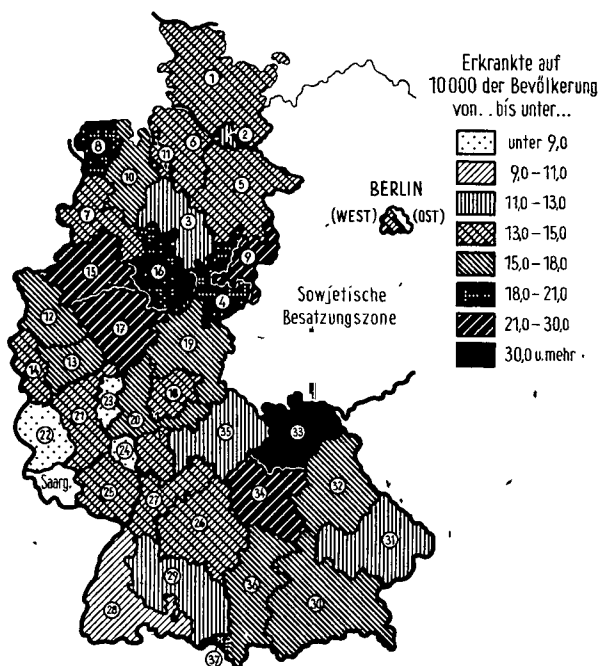 Erkrankte auf
10 000 der Bevölkerung
von . . bis unter ...
unter 9,0
9,0 – 11,0
11,0 – 13,0
13,0 – 15,0
15,0 – 18,0
18,0 – 21,0
21,0 – 30,0
30,0 u. mehr
BERLIN
(WEST) (OST)
Sowjetische
Besatzungszone
Saarg.
1
2
8
6
11
10
5
7
3
9
15
16
4
12
17
19
13
14
18
23
20
21
22
24
35
33
25
27
26
34
32
31
29
30
28
37